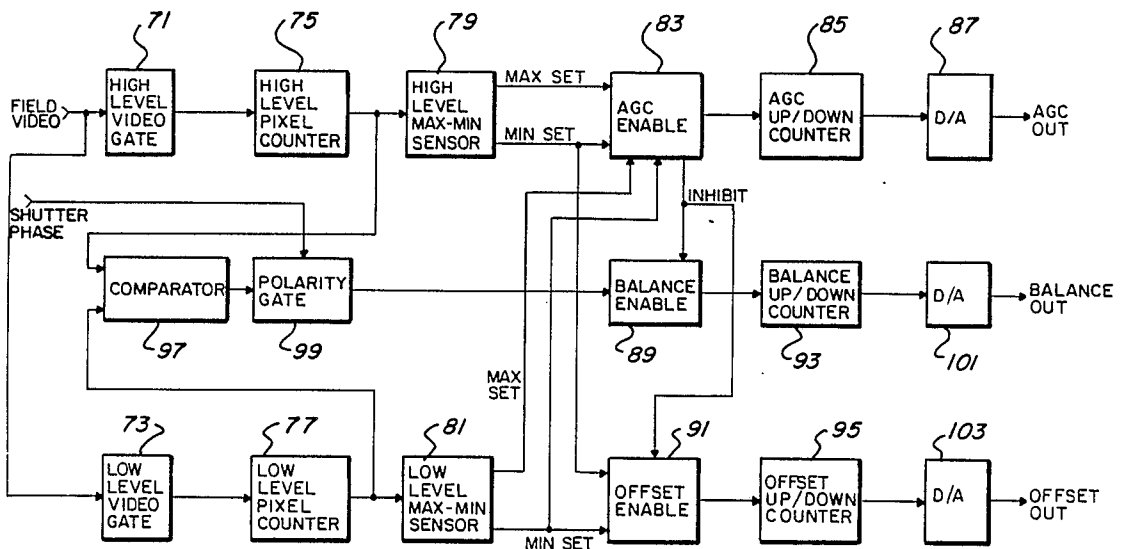 71
75
79
83
85
87
HIGH
LEVEL
VIDEO
GATE
HIGH
LEVEL
PIXEL
COUNTER
HIGH
LEVEL
MAX-MIN
SENSOR
MAX SET
MIN SET
AGC
ENABLE
AGC
UP/DOWN
COUNTER
D/A
AGC
OUT
FIELD
VIDEO
SHUTTER
PHASE
INHIBIT
COMPARATOR
POLARITY
GATE
BALANCE
ENABLE
BALANCE
UP/DOWN
COUNTER
D/A
BALANCE
OUT
97
99
89
93
101
MAX
SET
73
77
81
91
95
103
LOW
LEVEL
VIDEO
GATE
LOW
LEVEL
PIXEL
COUNTER
LOW
LEVEL
MAX-MIN
SENSOR
MIN SET
OFFSET
ENABLE
OFFSET
UP/DOWN
COUNTER
D/A
OFFSET
OUT